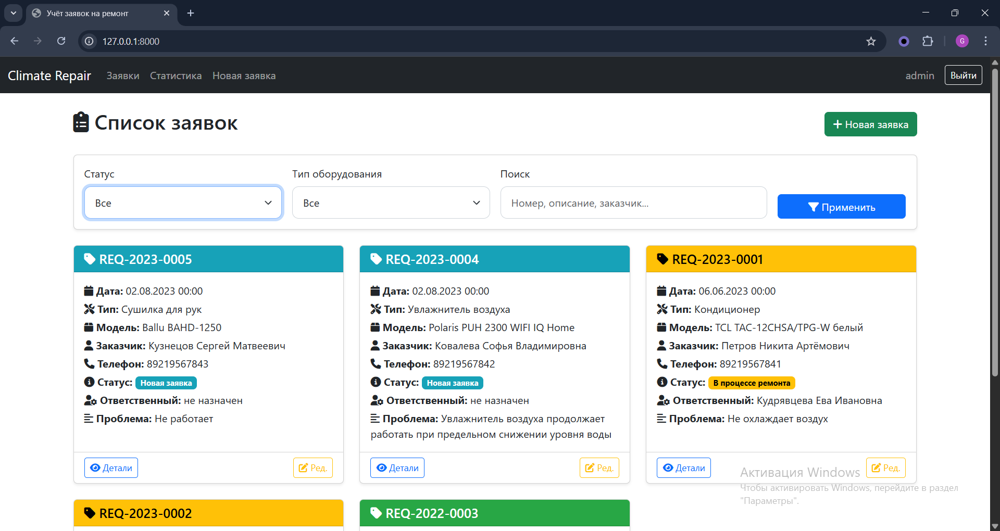 Учёт заявок на ремонт
127.0.0.1:8000
G
Climate Repair Заявки Статистика Новая заявка admin Выйти
Список заявок
Новая заявка
Статус Тип оборудования Поиск
Все Все Номер, описание, заказчик...
Применить
REQ-2023-0005
Дата: 02.08.2023 00:00
Тип: Сушилка для рук
Модель: Ballu BAHD-1250
Заказчик: Кузнецов Сергей Матвеевич
Телефон: 89219567843
Статус: Новая заявка
Ответственный: не назначен
Проблема: Не работает
Детали Ред.
REQ-2023-0004
Дата: 02.08.2023 00:00
Тип: Увлажнитель воздуха
Модель: Polaris PUH 2300 WIFI IQ Home
Заказчик: Ковалева Софья Владимировна
Телефон: 89219567842
Статус: Новая заявка
Ответственный: не назначен
Проблема: Увлажнитель воздуха продолжает
работать при предельном снижении уровня воды
Детали Ред.
REQ-2023-0001
Дата: 06.06.2023 00:00
Тип: Кондиционер
Модель: TCL TAC-12CHSA/TPG-W белый
Заказчик: Петров Никита Артёмович
Телефон: 89219567841
Статус: В процессе ремонта
Ответственный: Кудрявцева Ева Ивановна
Проблема: Не охлаждает воздух
Детали Ред.
Активация Windows
Чтобы активировать Windows, перейдите в раздел
"Параметры".
REQ-2023-0002
REQ-2022-0003